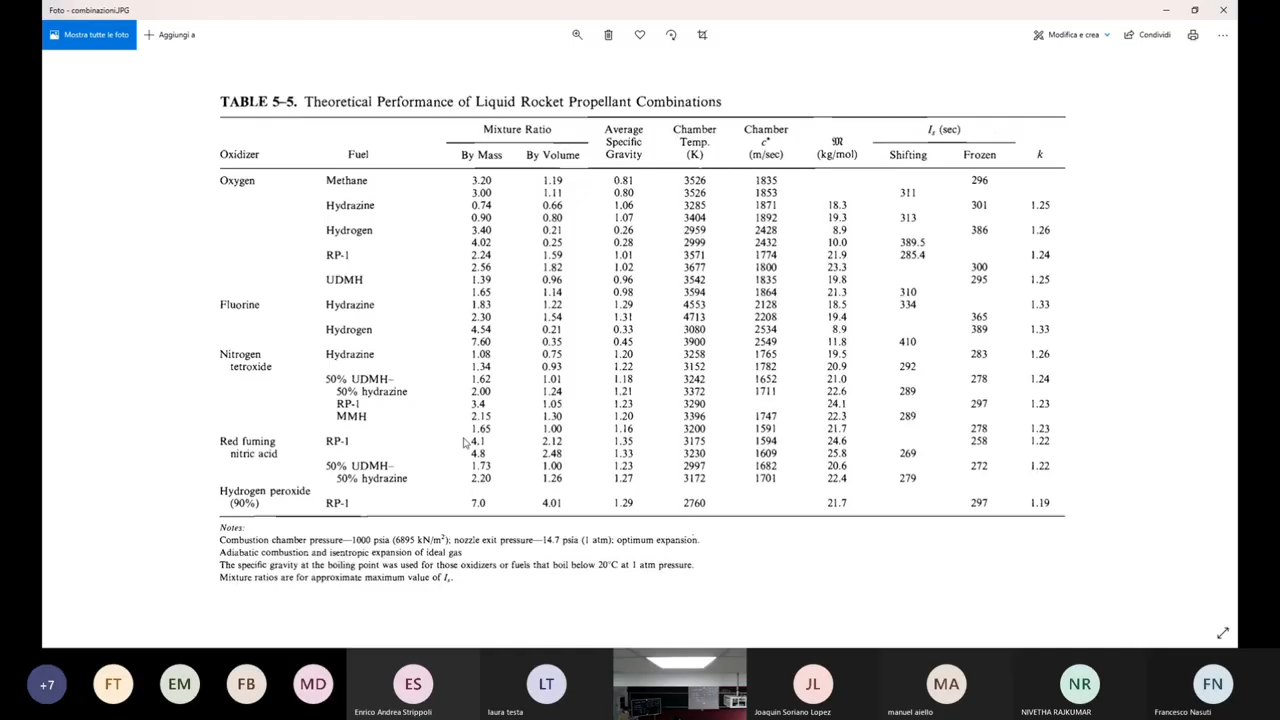 Foto - combinazioni.JPG
Mostra tutte le foto
Aggiungi a
Modifica e crea
Condividi
TABLE 5–5. Theoretical Performance of Liquid Rocket Propellant Combinations
Mixture Ratio Average Specific Gravity Chamber Temp. (K) Chamber c* (m/sec) 𝔐 (kg/mol) Is (sec)
Oxidizer Fuel By Mass By Volume Shifting Frozen k
Oxygen Methane 3.20 1.19 0.81 3526 1835 296
3.00 1.11 0.80 3526 1853 311
Hydrazine 0.74 0.66 1.06 3285 1871 18.3 301 1.25
0.90 0.80 1.07 3404 1892 19.3 313
Hydrogen 3.40 0.21 0.26 2959 2428 8.9 386 1.26
4.02 0.25 0.28 2999 2432 10.0 389.5
RP-1 2.24 1.59 1.01 3571 1774 21.9 285.4 1.24
2.56 1.82 1.02 3677 1800 23.3 300
UDMH 1.39 0.96 0.96 3542 1835 19.8 295 1.25
1.65 1.14 0.98 3594 1864 21.3 310
Fluorine Hydrazine 1.83 1.22 1.29 4553 2128 18.5 334 1.33
2.30 1.54 1.31 4713 2208 19.4 365
Hydrogen 4.54 0.21 0.33 3080 2534 8.9 389 1.33
7.60 0.35 0.45 3900 2549 11.8 410
Nitrogen Hydrazine 1.08 0.75 1.20 3258 1765 19.5 283 1.26
tetroxide 1.34 0.93 1.22 3152 1782 20.9 292
50% UDMH– 1.62 1.01 1.18 3242 1652 21.0 278 1.24
50% hydrazine 2.00 1.24 1.21 3372 1711 22.6 289
RP-1 3.4 1.05 1.23 3290 24.1 297 1.23
MMH 2.15 1.30 1.20 3396 1747 22.3 289
1.65 1.00 1.16 3200 1591 21.7 278 1.23
Red fuming RP-1 4.1 2.12 1.35 3175 1594 24.6 258 1.22
nitric acid 4.8 2.48 1.33 3230 1609 25.8 269
50% UDMH– 1.73 1.00 1.23 2997 1682 20.6 272 1.22
50% hydrazine 2.20 1.26 1.27 3172 1701 22.4 279
Hydrogen peroxide
(90%) RP-1 7.0 4.01 1.29 2760 21.7 297 1.19
Notes:
Combustion chamber pressure—1000 psia (6895 kN/m²); nozzle exit pressure—14.7 psia (1 atm); optimum expansion.
Adiabatic combustion and isentropic expansion of ideal gas
The specific gravity at the boiling point was used for those oxidizers or fuels that boil below 20°C at 1 atm pressure.
Mixture ratios are for approximate maximum value of Is.
+7 FT EM FB MD ES LT JL MA NR FN
Enrico Andrea Strippoli
laura testa
Joaquin Soriano Lopez
manuel aiello
NIVETHA RAJKUMAR
Francesco Nasuti